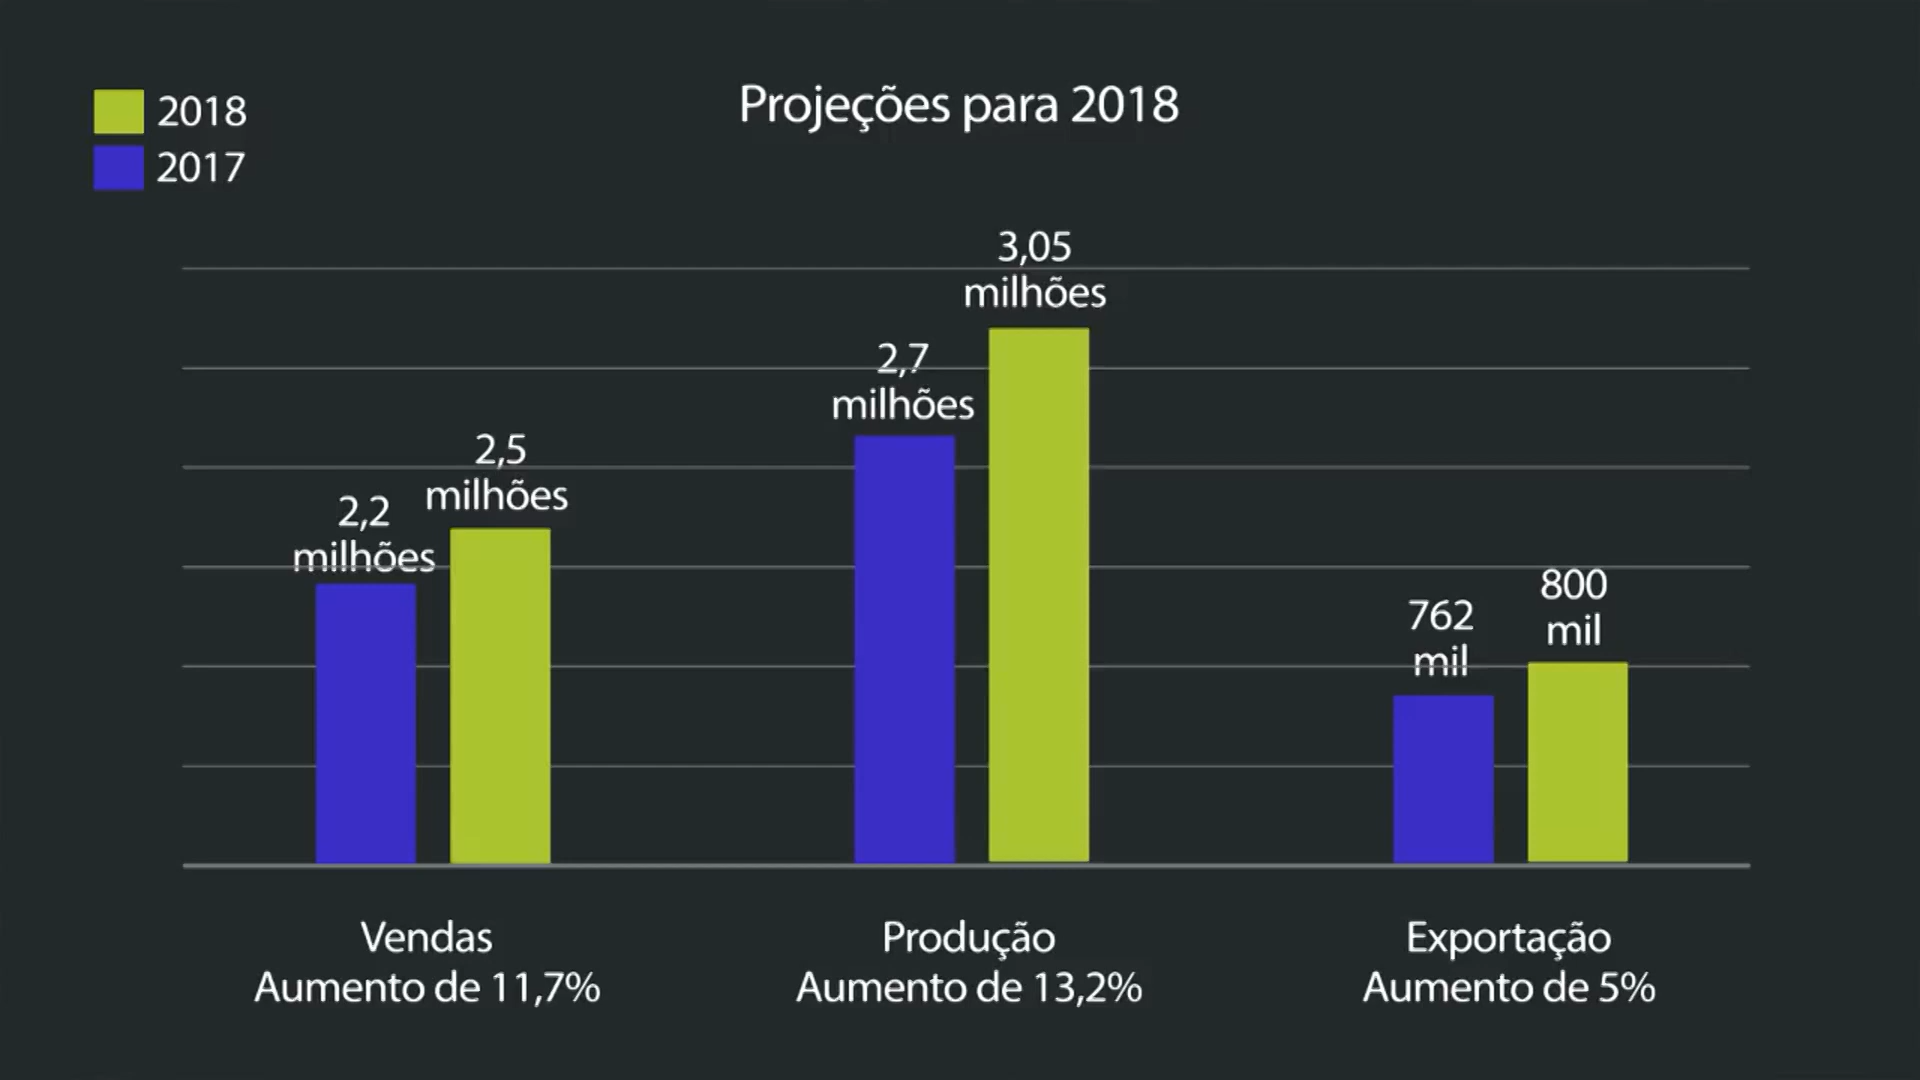 Projeções para 2018
2018
2017
2,2
milhões
2,5
milhões
2,7
milhões
3,05
milhões
762
mil
800
mil
Vendas
Aumento de 11,7%
Produção
Aumento de 13,2%
Exportação
Aumento de 5%